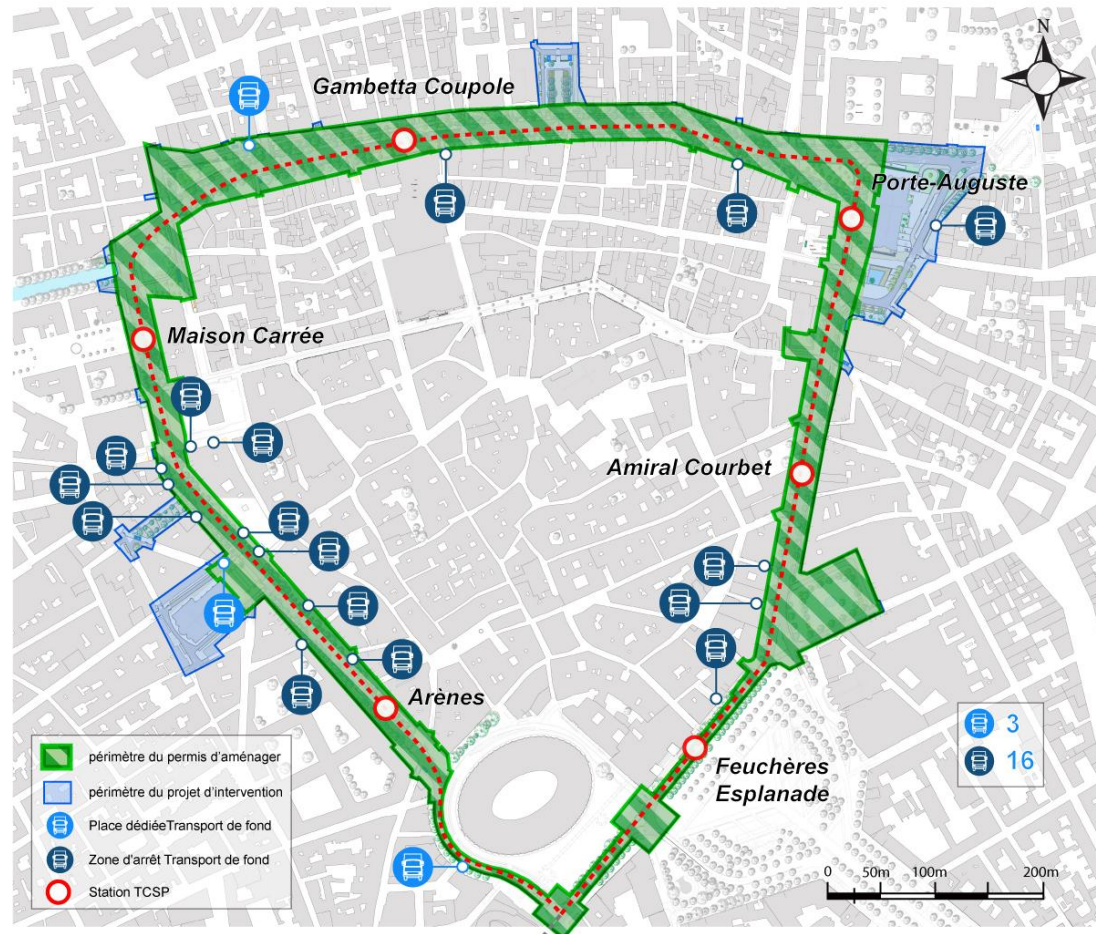 N
Gambetta Coupole
Porte-Auguste
Maison Carrée
Amiral Courbet
Arènes
Feuchères
Esplanade
3
16
périmètre du permis d'aménager
périmètre du projet d'intervention
Place dédiéeTransport de fond
Zone d'arrêt Transport de fond
Station TCSP
0 50m 100m 200m